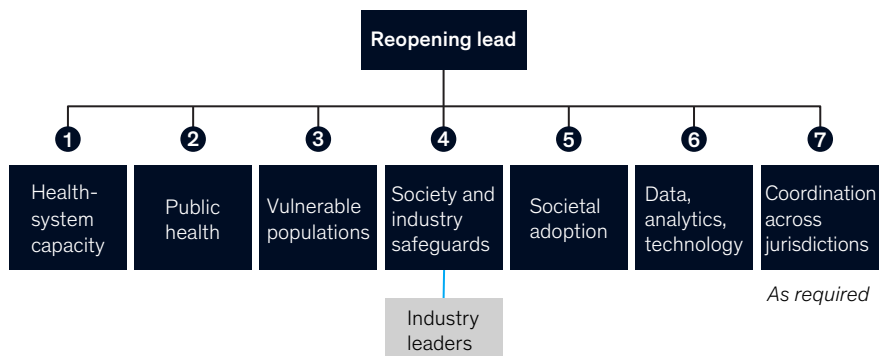 Reopening lead
1 2 3 4 5 6 7
Health-
system
capacity
Public
health
Vulnerable
populations
Society and
industry
safeguards
Societal
adoption
Data,
analytics,
technology
Coordination
across
jurisdictions
As required
Industry
leaders